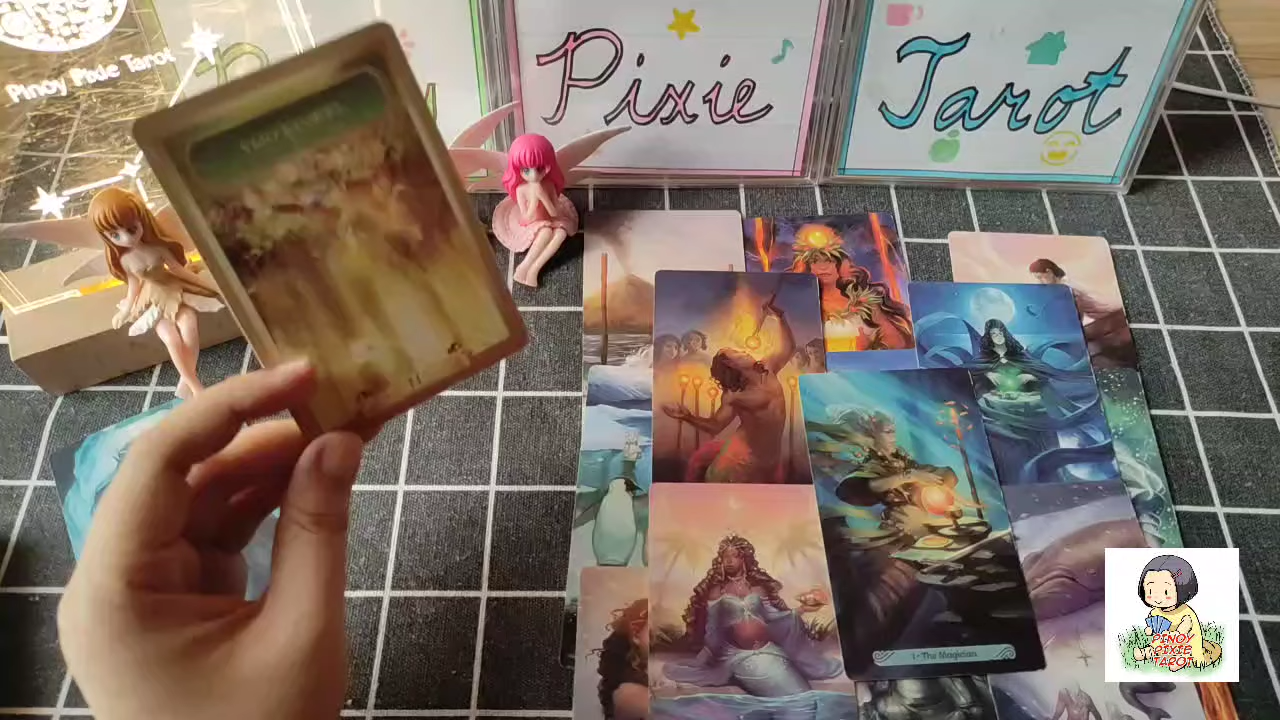 Pinoy Pixie Tarot
Pixie
Tarot
I - The Magician
PINOY
PIXIE
TAROT